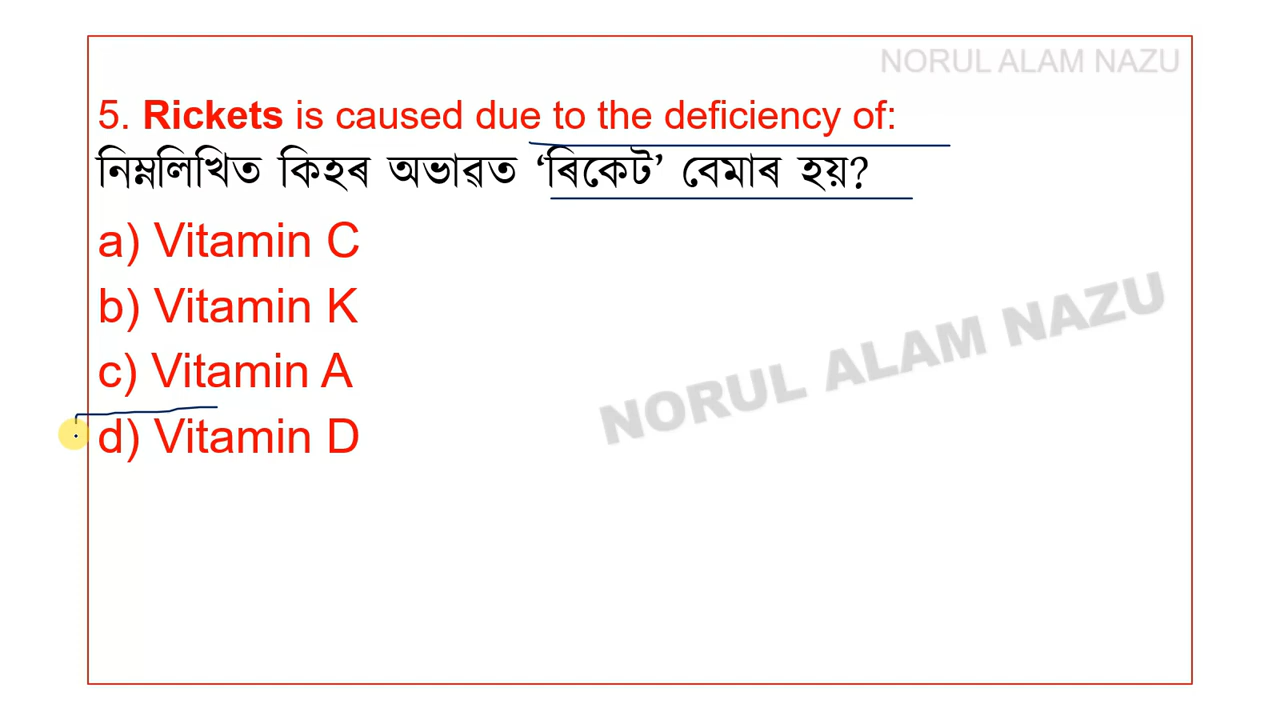 NORUL ALAM NAZU
5. Rickets is caused due to the deficiency of:
নিম্নলিখিত কিহৰ অভাৱত ‘ৰিকেট’ বেমাৰ হয়?
a) Vitamin C
b) Vitamin K
c) Vitamin A
d) Vitamin D
NORUL ALAM NAZU